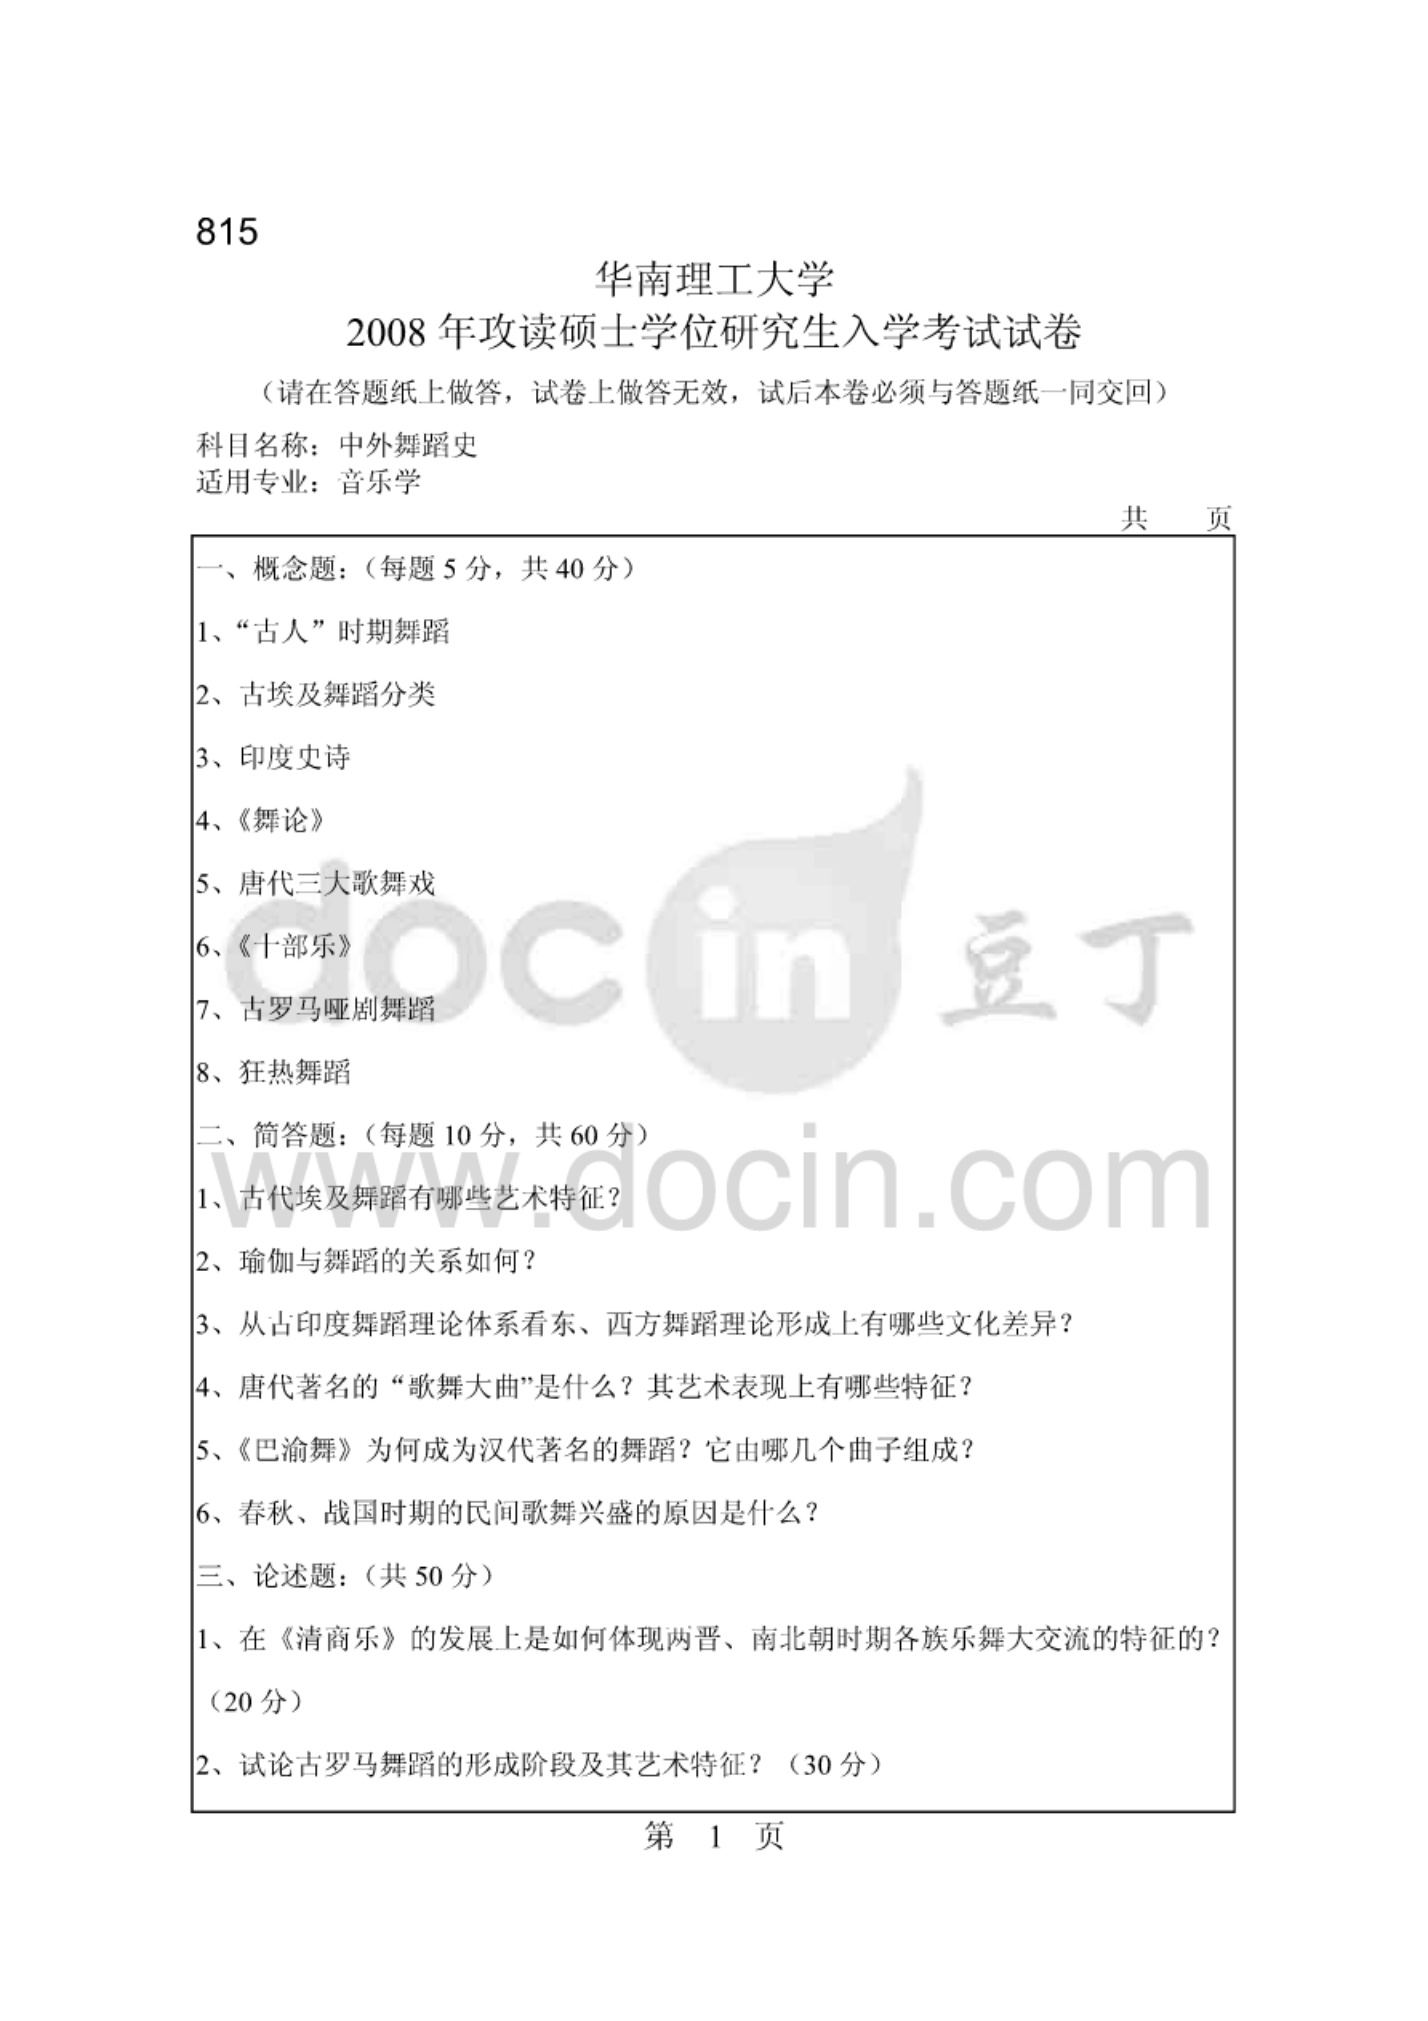 815
华南理工大学
2008 年攻读硕士学位研究生入学考试试卷
（请在答题纸上做答，试卷上做答无效，试后本卷必须与答题纸一同交回）
科目名称：中外舞蹈史
适用专业：音乐学
共 页
一、概念题：（每题 5 分，共 40 分）
1、“古人”时期舞蹈
2、古埃及舞蹈分类
3、印度史诗
4、《舞论》
5、唐代三大歌舞戏
6、《十部乐》
7、古罗马哑剧舞蹈
8、狂热舞蹈
二、简答题：（每题 10 分，共 60 分）
1、古代埃及舞蹈有哪些艺术特征？
2、瑜伽与舞蹈的关系如何？
3、从古印度舞蹈理论体系看东、西方舞蹈理论形成上有哪些文化差异？
4、唐代著名的“歌舞大曲”是什么？其艺术表现上有哪些特征？
5、《巴渝舞》为何成为汉代著名的舞蹈？它由哪几个曲子组成？
6、春秋、战国时期的民间歌舞兴盛的原因是什么？
三、论述题：（共 50 分）
1、在《清商乐》的发展上是如何体现两晋、南北朝时期各族乐舞大交流的特征的？
（20 分）
2、试论古罗马舞蹈的形成阶段及其艺术特征？（30 分）
第 1 页
docin 豆丁
www.docin.com